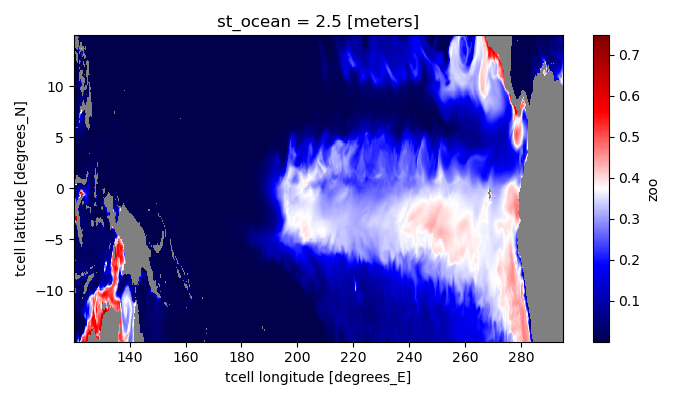 st_ocean = 2.5 [meters]
10
5
0
−5
−10
tcell latitude [degrees_N]
140 160 180 200 220 240 260 280
tcell longitude [degrees_E]
0.7
0.6
0.5
0.4
0.3
0.2
0.1
zoo